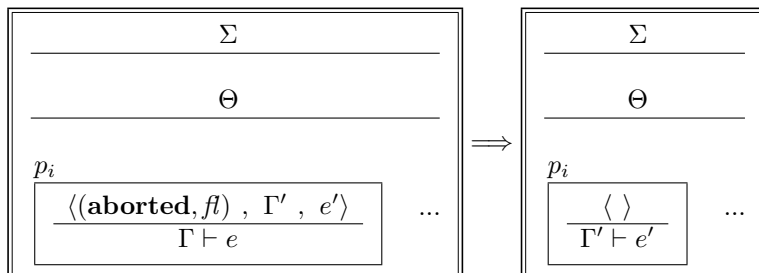 Σ Σ
Θ Θ
⟹
p_i p_i
⟨(aborted, fl) , Γ′ , e′⟩ ... ⟨ ⟩ ...
Γ ⊢ e Γ′ ⊢ e′